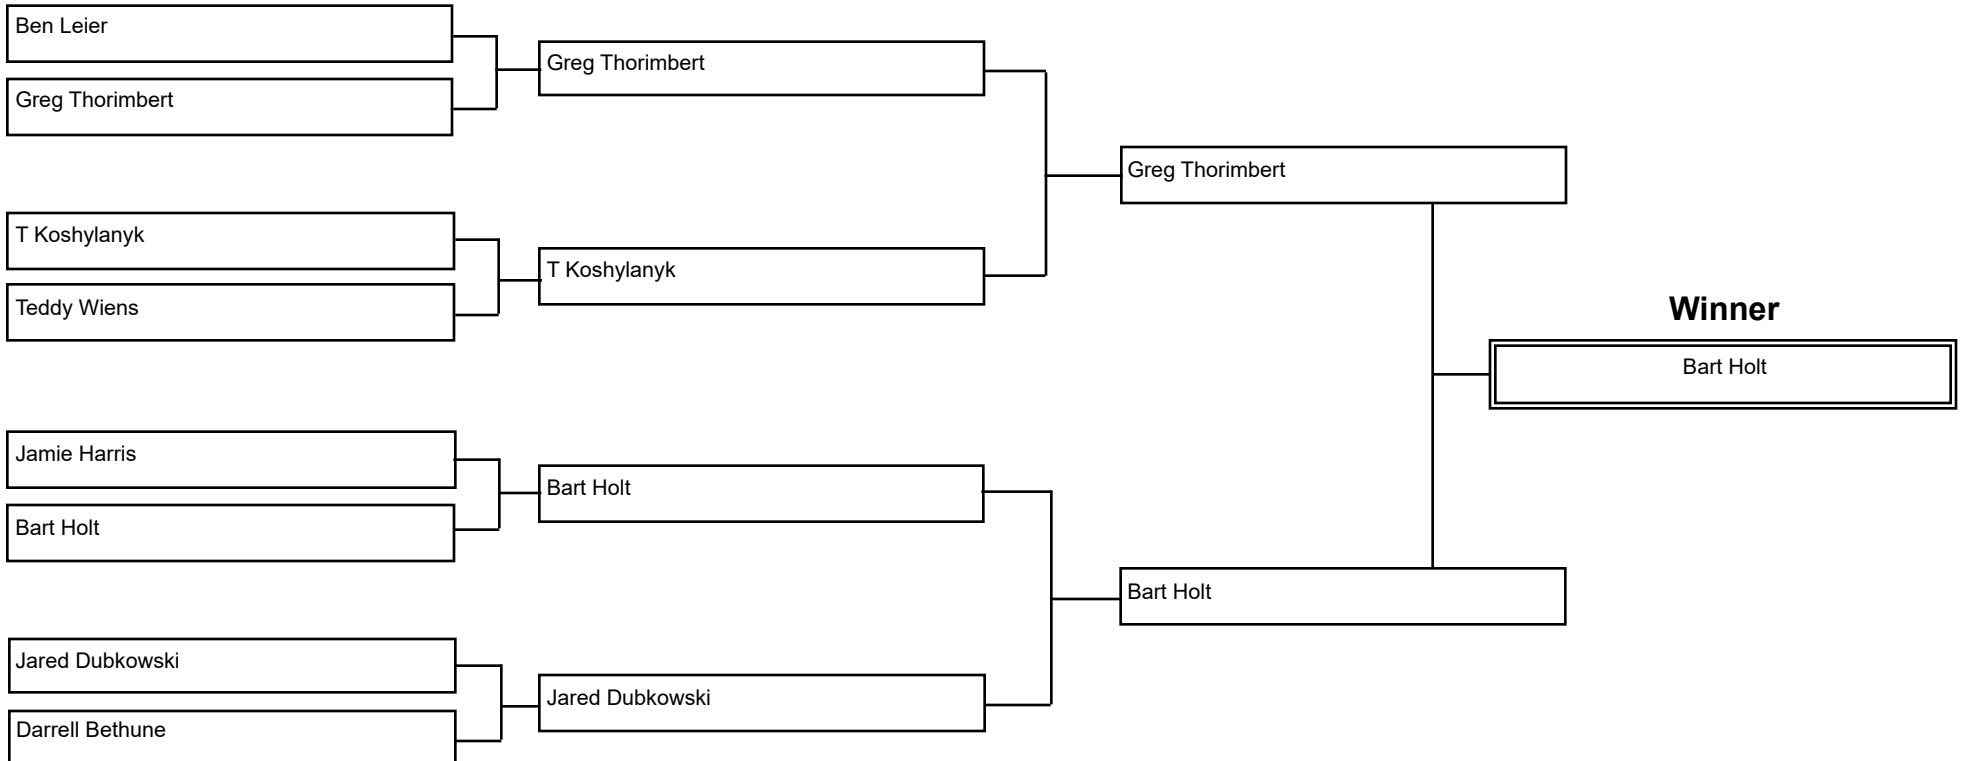 Ben Leier
Greg Thorimbert
T Koshylanyk
Teddy Wiens
Jamie Harris
Bart Holt
Jared Dubkowski
Darrell Bethune
Greg Thorimbert
T Koshylanyk
Bart Holt
Jared Dubkowski
Greg Thorimbert
Bart Holt
Winner
Bart Holt